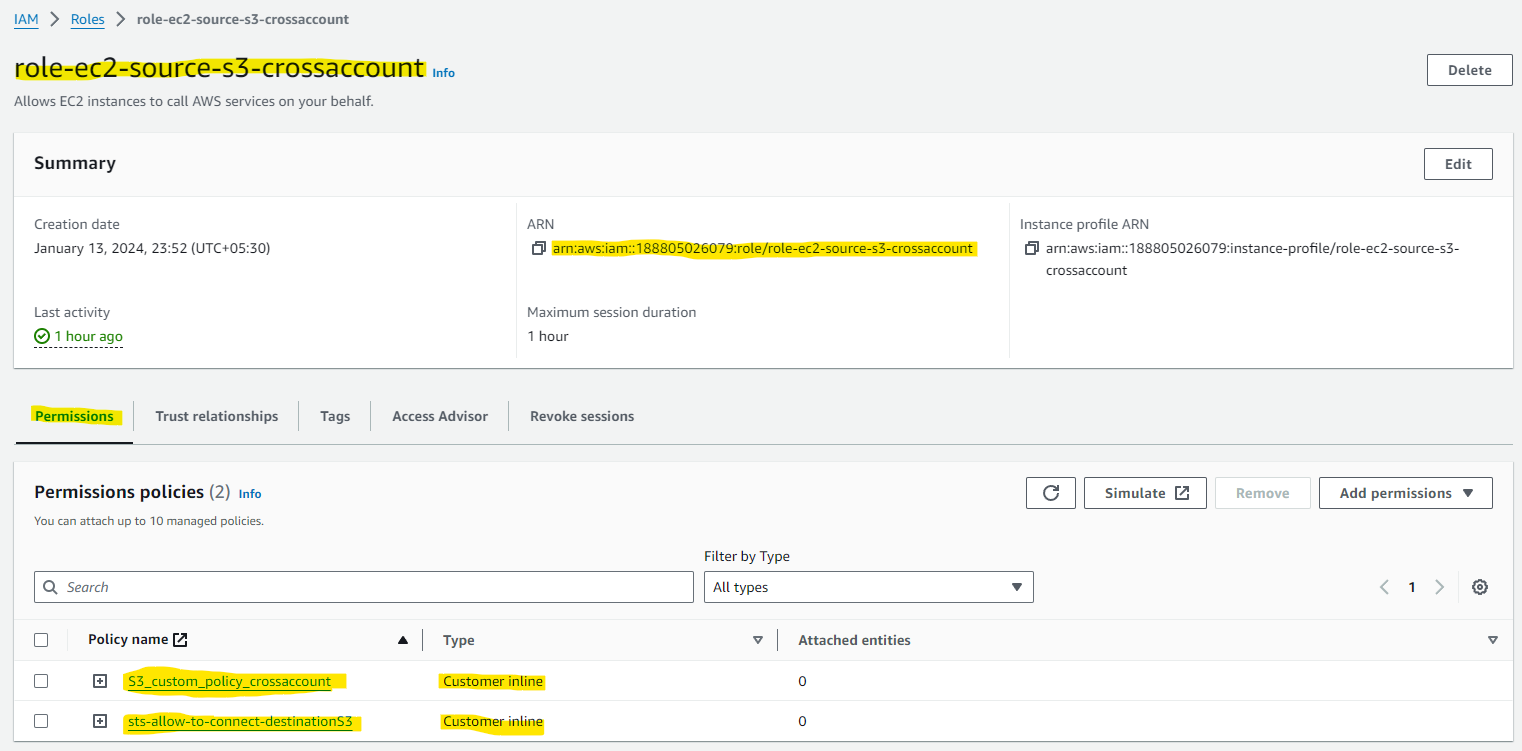 IAM > Roles > role-ec2-source-s3-crossaccount
role-ec2-source-s3-crossaccount Info
Delete
Allows EC2 instances to call AWS services on your behalf.
Summary
Edit
Creation date
January 13, 2024, 23:52 (UTC+05:30)
ARN
arn:aws:iam::188805026079:role/role-ec2-source-s3-crossaccount
Instance profile ARN
arn:aws:iam::188805026079:instance-profile/role-ec2-source-s3-
crossaccount
Last activity
1 hour ago
Maximum session duration
1 hour
Permissions Trust relationships Tags Access Advisor Revoke sessions
Permissions policies (2) Info
Simulate Remove Add permissions
You can attach up to 10 managed policies.
Filter by Type
Search
All types
1
Policy name Type Attached entities
S3_custom_policy_crossaccount Customer inline 0
sts-allow-to-connect-destinationS3 Customer inline 0